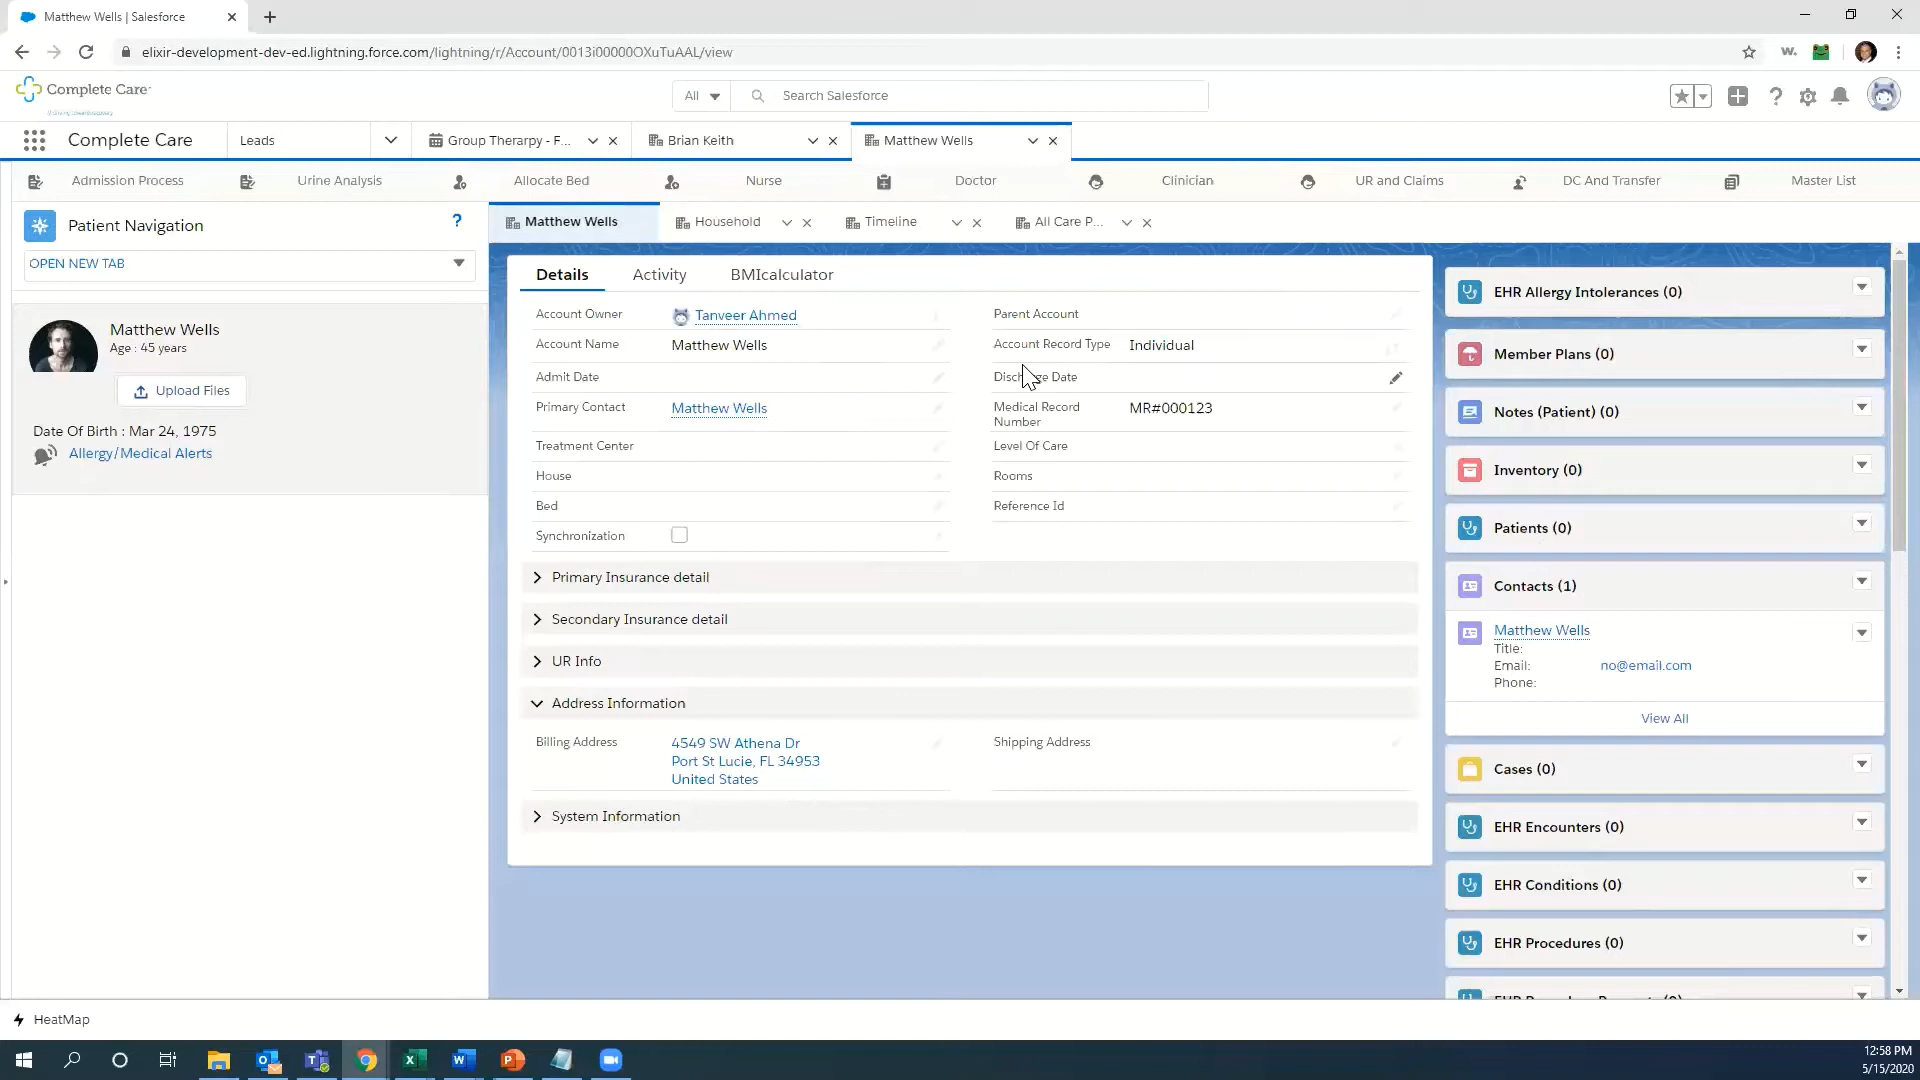 Matthew Wells | Salesforce
elixir-development-dev-ed.lightning.force.com/lightning/r/Account/0013i00000OXuTuAAL/view
w.
Complete Care
All
Search Salesforce
Complete Care
Leads
Group Therarpy - F...
Brian Keith
Matthew Wells
Admission Process
Urine Analysis
Allocate Bed
Nurse
Doctor
Clinician
UR and Claims
DC And Transfer
Master List
Patient Navigation
?
OPEN NEW TAB
Matthew Wells
Age : 45 years
Upload Files
Date Of Birth : Mar 24, 1975
Allergy/Medical Alerts
Matthew Wells
Household
Timeline
All Care P...
Details
Activity
BMIcalculator
Account Owner
Tanveer Ahmed
Parent Account
Account Name
Matthew Wells
Account Record Type
Individual
Admit Date
Discharge Date
Primary Contact
Matthew Wells
Medical Record
Number
MR#000123
Treatment Center
Level Of Care
House
Rooms
Bed
Reference Id
Synchronization
Primary Insurance detail
Secondary Insurance detail
UR Info
Address Information
Billing Address
4549 SW Athena Dr
Port St Lucie, FL 34953
United States
Shipping Address
System Information
EHR Allergy Intolerances (0)
Member Plans (0)
Notes (Patient) (0)
Inventory (0)
Patients (0)
Contacts (1)
Matthew Wells
Title:
Email:
no@email.com
Phone:
View All
Cases (0)
EHR Encounters (0)
EHR Conditions (0)
EHR Procedures (0)
HeatMap
12:58 PM
5/15/2020